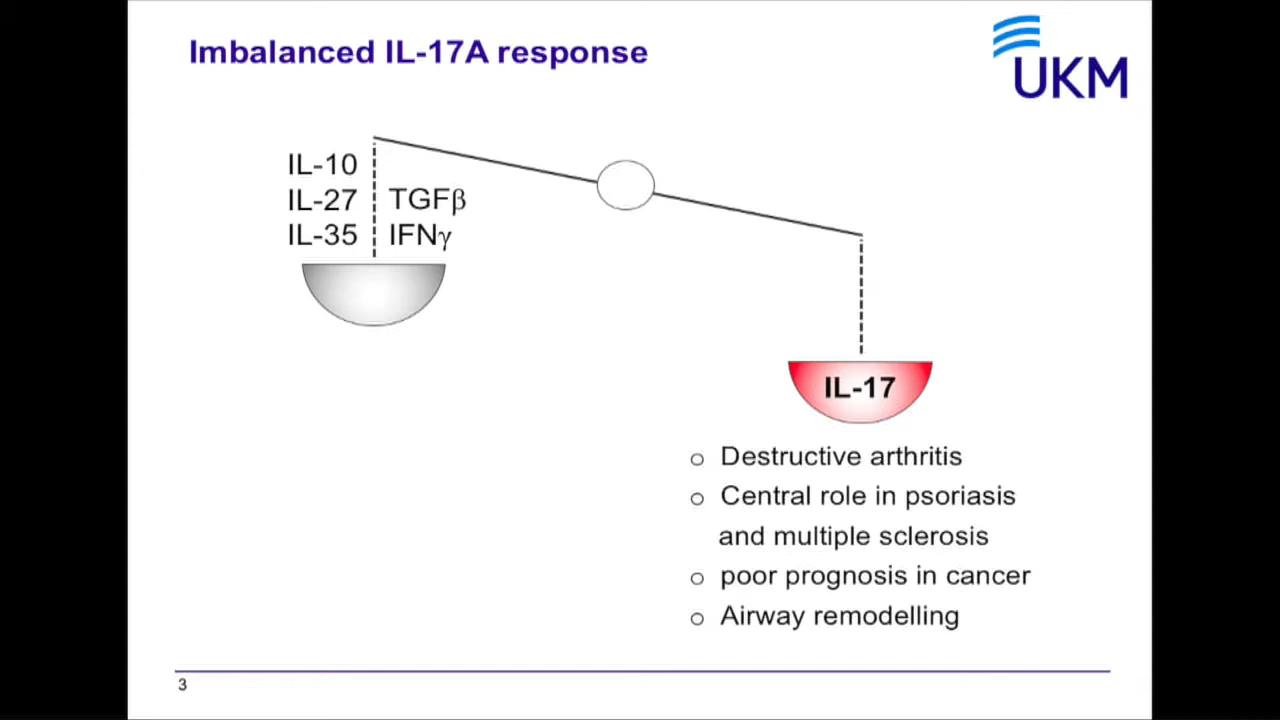 Imbalanced IL-17A response
UKM
IL-10
IL-27 TGFβ
IL-35 IFNγ
IL-17
o Destructive arthritis
o Central role in psoriasis
and multiple sclerosis
o poor prognosis in cancer
o Airway remodelling
3